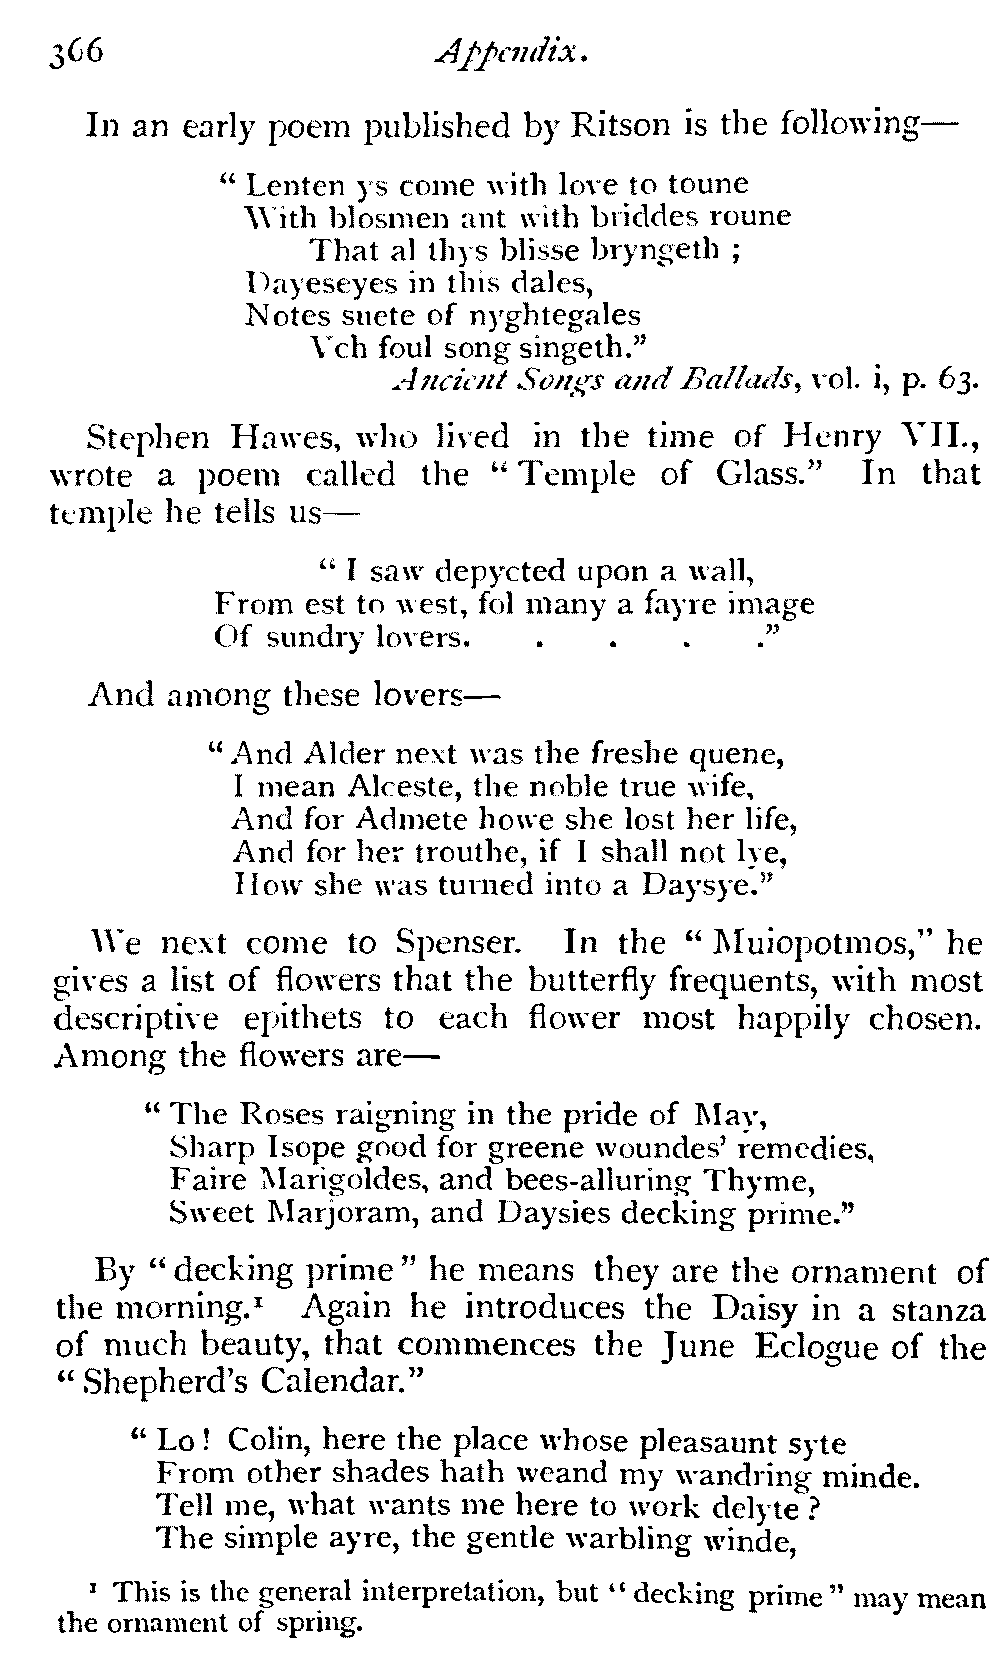 366 Appendix.
In an early poem published by Ritson is the following—
“ Lenten ys come with love to toune
With blosmen ant with briddes roune
That al thys blisse bryngeth ;
Dayeseyes in this dales,
Notes suete of nyghtegales
Vch foul song singeth.”
Ancient Songs and Ballads, vol. i, p. 63.
Stephen Hawes, who lived in the time of Henry VII.,
wrote a poem called the “ Temple of Glass.” In that
temple he tells us—
“ I saw depycted upon a wall,
From est to west, fol many a fayre image
Of sundry lovers. . . . .”
And among these lovers—
“ And Alder next was the freshe quene,
I mean Alceste, the noble true wife,
And for Admete howe she lost her life,
And for her trouthe, if I shall not lye,
How she was turned into a Daysye.”
We next come to Spenser. In the “ Muiopotmos,” he
gives a list of flowers that the butterfly frequents, with most
descriptive epithets to each flower most happily chosen.
Among the flowers are—
“ The Roses raigning in the pride of May,
Sharp Isope good for greene woundes’ remedies,
Faire Marigoldes, and bees-alluring Thyme,
Sweet Marjoram, and Daysies decking prime.”
By “ decking prime ” he means they are the ornament of
the morning.¹ Again he introduces the Daisy in a stanza
of much beauty, that commences the June Eclogue of the
“ Shepherd’s Calendar.”
“ Lo ! Colin, here the place whose pleasaunt syte
From other shades hath weand my wandring minde.
Tell me, what wants me here to work delyte ?
The simple ayre, the gentle warbling winde,
¹ This is the general interpretation, but “ decking prime ” may mean
the ornament of spring.